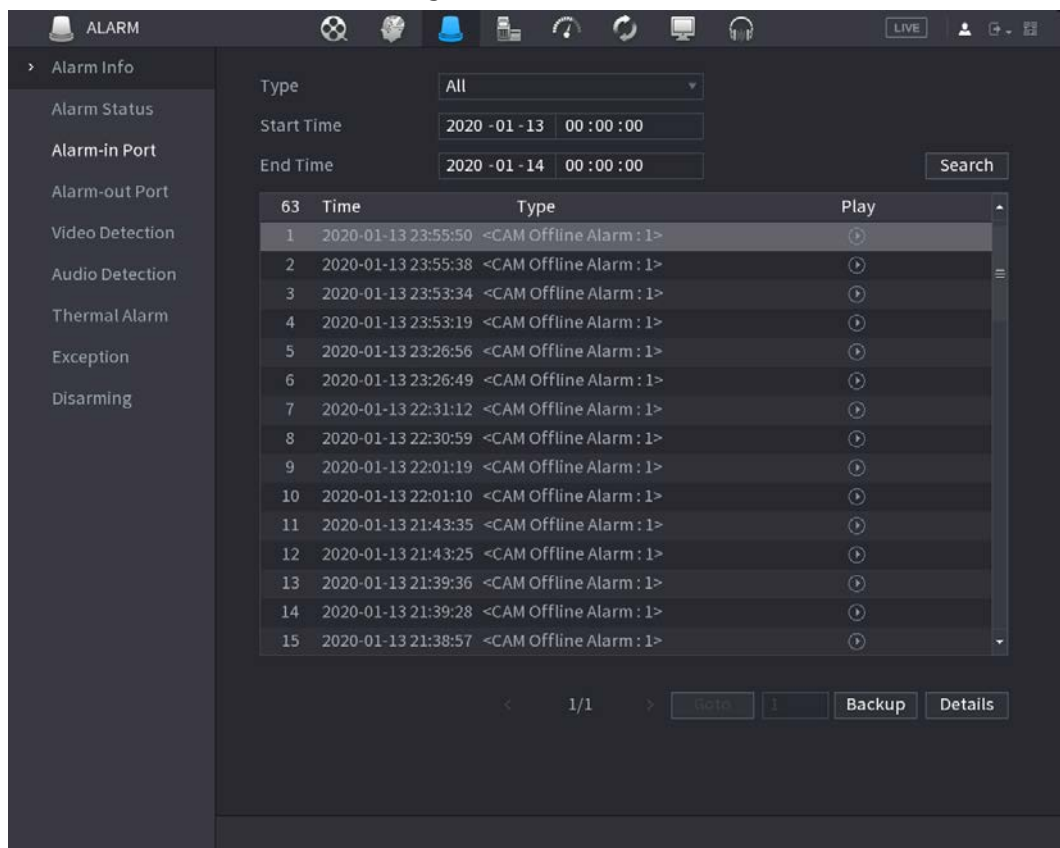 ALARM LIVE
Alarm Info
Alarm Status
Alarm-in Port
Alarm-out Port
Video Detection
Audio Detection
Thermal Alarm
Exception
Disarming
Type All
Start Time 2020 -01 -13 00 : 00 : 00
End Time 2020 -01 -14 00 : 00 : 00
Search
63 Time Type Play
1 2020-01-13 23:55:50 <CAM Offline Alarm : 1>
2 2020-01-13 23:55:38 <CAM Offline Alarm : 1>
3 2020-01-13 23:53:34 <CAM Offline Alarm : 1>
4 2020-01-13 23:53:19 <CAM Offline Alarm : 1>
5 2020-01-13 23:26:56 <CAM Offline Alarm : 1>
6 2020-01-13 23:26:49 <CAM Offline Alarm : 1>
7 2020-01-13 22:31:12 <CAM Offline Alarm : 1>
8 2020-01-13 22:30:59 <CAM Offline Alarm : 1>
9 2020-01-13 22:01:19 <CAM Offline Alarm : 1>
10 2020-01-13 22:01:10 <CAM Offline Alarm : 1>
11 2020-01-13 21:43:35 <CAM Offline Alarm : 1>
12 2020-01-13 21:43:25 <CAM Offline Alarm : 1>
13 2020-01-13 21:39:36 <CAM Offline Alarm : 1>
14 2020-01-13 21:39:28 <CAM Offline Alarm : 1>
15 2020-01-13 21:38:57 <CAM Offline Alarm : 1>
< 1/1 > Goto 1 Backup Details